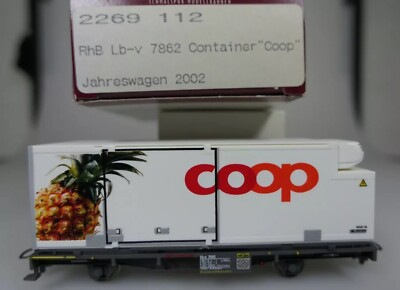 2269 112
RhB Lb-v 7862 Container"Coop"
Jahreswagen 2002
coop